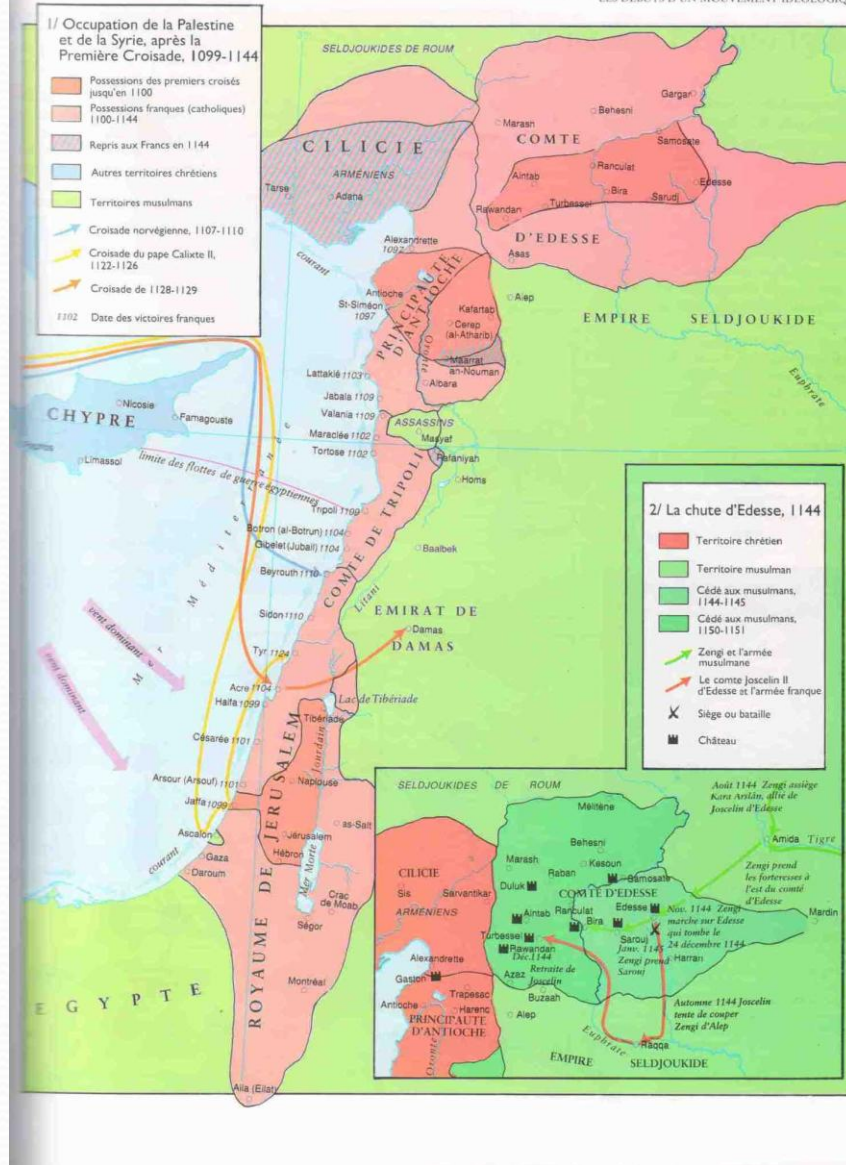 LES DÉBUTS D'UN MOUVEMENT IDÉOLOGIQ
1/ Occupation de la Palestine
et de la Syrie, après la
Première Croisade, 1099-1144
Possessions des premiers croisés
jusqu'en 1100
Possessions franques (catholiques)
1100-1144
Repris aux Francs en 1144
Autres territoires chrétiens
Territoires musulmans
Croisade norvégienne, 1107-1110
Croisade du pape Calixte II,
1122-1126
Croisade de 1128-1129
1102 Date des victoires franques
SELDJOUKIDES DE ROUM
Gargar
Behesni
Marash
COMTE
Samosate
CILICIE
ARMÉNIENS
Ranculat
Aintab
Edesse
Tarse
Adana
Bira
Ssrudj
Turbessel
Rawandan
D'EDESSE
Alexandrette
1097
Asas
courant
PRINCIPAUTE
D'ANTIOCHE
Antioche
St-Siméon
1097
Alep
Kafartab
Cerep
(al-Atharib)
EMPIRE SELDJOUKIDE
Oronte
Maarrat
an-Nouman
Euphrate
Lattakié 1103
Albara
Jabala 1109
Nicosie
CHYPRE
Famagouste
Valania 1109
ASSASSINS
Maraclée 1102
Masyaf
Tortose 1102
Rafaniyah
Limassol
limite des flottes de guerre égyptiennes
Homs
Mer Méditerranée
Tripoli 1109
COMTE DE TRIPOLI
Botron (al-Botrun) 1104
Gibelet (Jubail) 1104
Baalbek
Beyrouth 1110
Litani
EMIRAT DE
DAMAS
Sidon 1110
Damas
vent dominant
vent dominant
Tyr 1124
Acre 1104
Lac de Tibériade
Haifa 1099
Tibériade
Césarée 1101
Jourdain
Arsour (Arsouf) 1101
Naplouse
Jaffa 1099
as-Salt
Ascalon
Jérusalem
courant
Gaza
Hébron
Daroum
Mer Morte
Crac
de Moab
Ségor
ROYAUME DE JERUSALEM
Montréal
EGYPTE
Aila (Eilat)
2/ La chute d'Edesse, 1144
Territoire chrétien
Territoire musulman
Cédé aux musulmans,
1144-1145
Cédé aux musulmans,
1150-1151
Zengi et l'armée
musulmane
Le comte Joscelin II
d'Edesse et l'armée franque
Siège ou bataille
Château
SELDJOUKIDES DE ROUM
Mélitène
Août 1144 Zengi assiège
Kara Arslân, allié de
Joscelin d'Edesse
Amida
Tigre
Behesni
Kesoun
Marash
Raban
Samosate
Zengi prend
les forteresses à
l'est du comté
d'Edesse
CILICIE
Sis
Sarvantikar
Duluk
COMTÉ D'EDESSE
ARMÉNIENS
Aintab
Ranculat
Edesse
Bira
Nov. 1144 Zengi
marche sur Edesse
qui tombe le
24 décembre 1144
Mardin
Turbessel
Rawandan
Sarouj
Janv. 1145
Zengi prend
Sarouj
Harran
Déc.1144
Retraite de
Joscelin
Alexandrette
Gaston
Azaz
Trapesac
Buzaah
Antioche
Harenc
Alep
PRINCIPAUTE
D'ANTIOCHE
Automne 1144 Joscelin
tente de couper
Zengi d'Alep
Oronte
Euphrate
Raqqa
EMPIRE SELDJOUKIDE